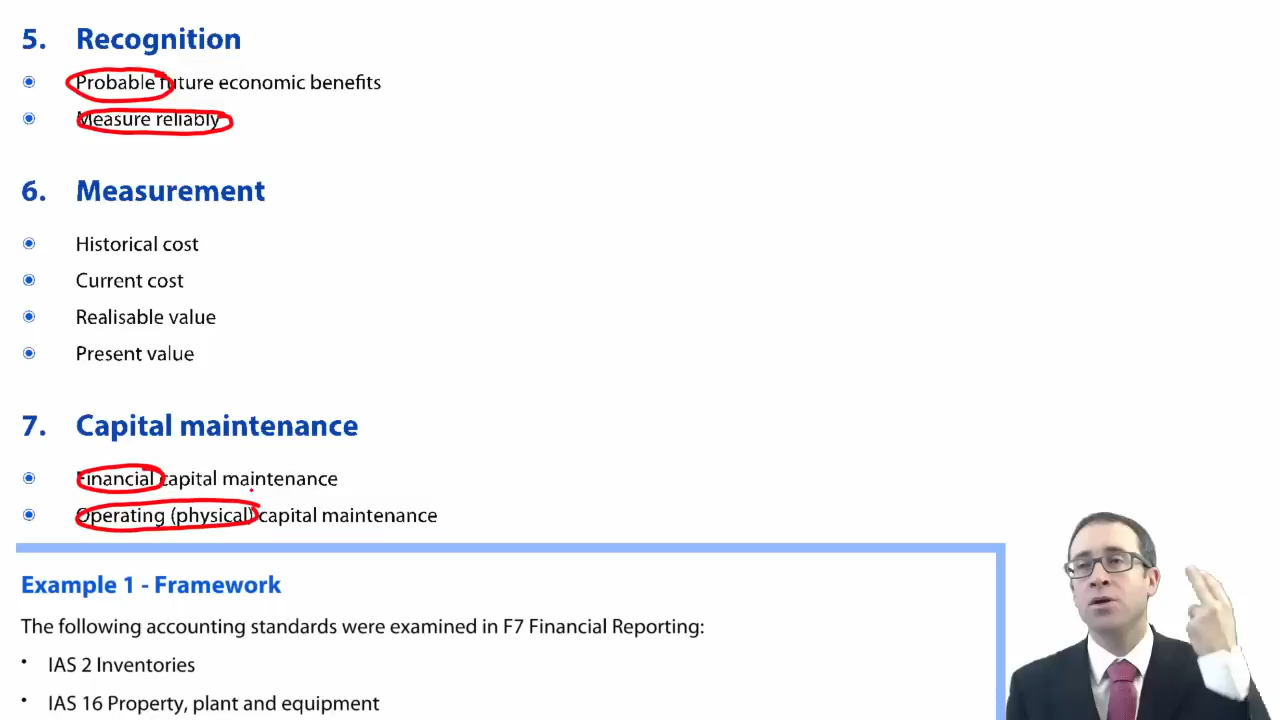 5. Recognition
Probable future economic benefits
Measure reliably
6. Measurement
Historical cost
Current cost
Realisable value
Present value
7. Capital maintenance
Financial capital maintenance
Operating (physical) capital maintenance
Example 1 - Framework
The following accounting standards were examined in F7 Financial Reporting:
• IAS 2 Inventories
• IAS 16 Property, plant and equipment